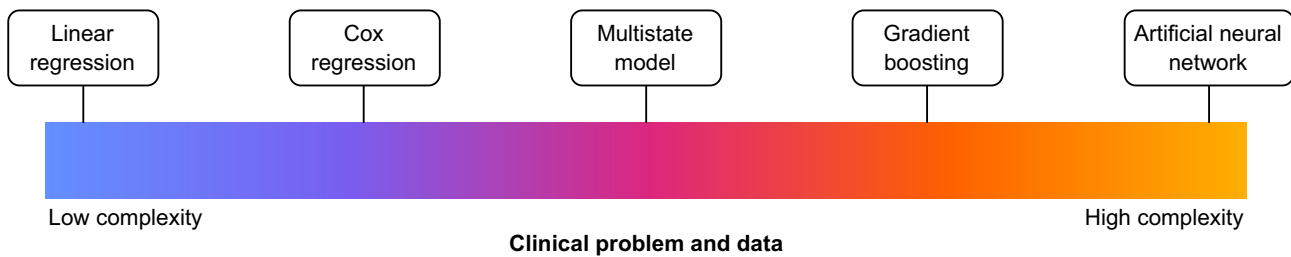 Linear
regression
Cox
regression
Multistate
model
Gradient
boosting
Artificial neural
network
Low complexity
High complexity
Clinical problem and data